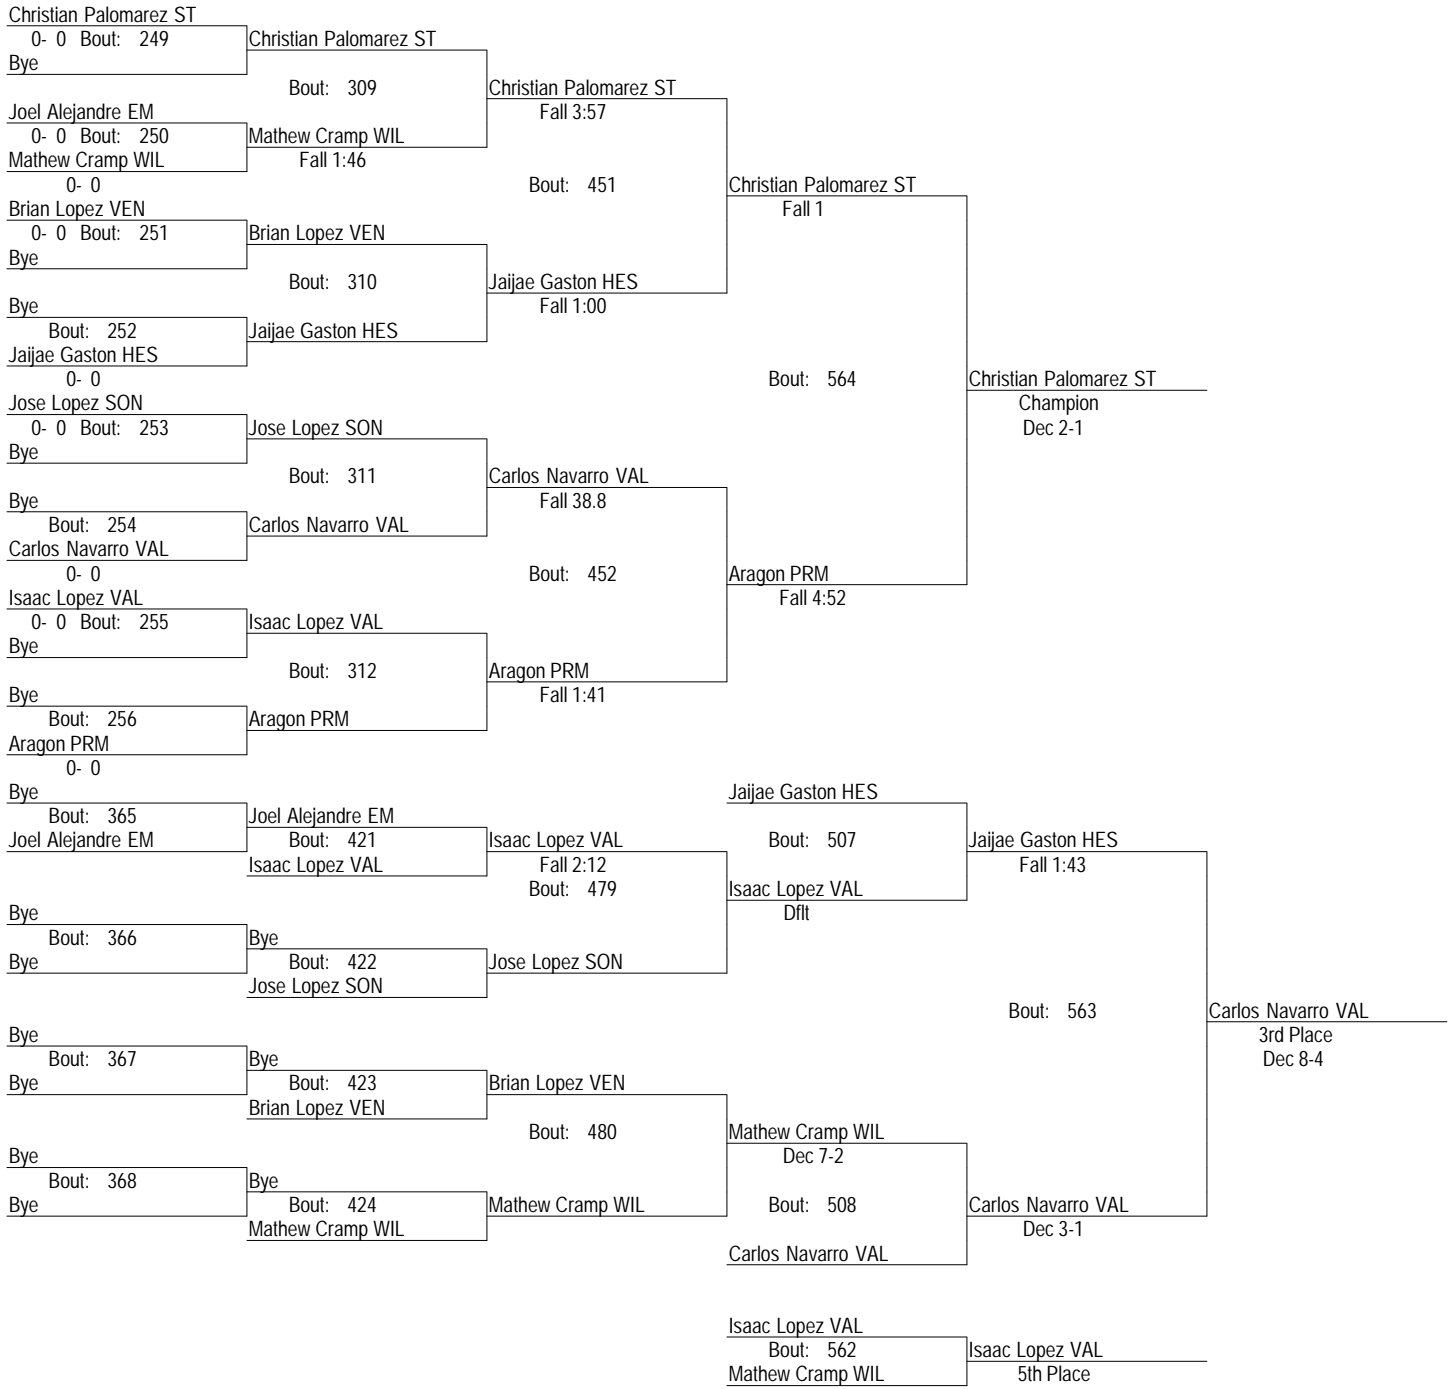 Christian Palomarez ST
0- 0 Bout: 249
Christian Palomarez ST
Bye
Bout: 309
Christian Palomarez ST
Joel Alejandre EM
Fall 3:57
0- 0 Bout: 250
Mathew Cramp WIL
Mathew Cramp WIL
Fall 1:46
0- 0
Bout: 451
Christian Palomarez ST
Brian Lopez VEN
Fall 1
0- 0 Bout: 251
Brian Lopez VEN
Bye
Bout: 310
Jaijae Gaston HES
Bye
Fall 1:00
Bout: 252
Jaijae Gaston HES
Jaijae Gaston HES
0- 0
Bout: 564
Christian Palomarez ST
Jose Lopez SON
Champion
0- 0 Bout: 253
Jose Lopez SON
Dec 2-1
Bye
Bout: 311
Carlos Navarro VAL
Bye
Fall 38.8
Bout: 254
Carlos Navarro VAL
Carlos Navarro VAL
0- 0
Bout: 452
Aragon PRM
Isaac Lopez VAL
Fall 4:52
0- 0 Bout: 255
Isaac Lopez VAL
Bye
Bout: 312
Aragon PRM
Bye
Fall 1:41
Bout: 256
Aragon PRM
Aragon PRM
0- 0
Bye
Jaijae Gaston HES
Bout: 365
Joel Alejandre EM
Joel Alejandre EM
Bout: 421
Isaac Lopez VAL
Bout: 507
Jaijae Gaston HES
Isaac Lopez VAL
Fall 2:12
Fall 1:43
Bout: 479
Isaac Lopez VAL
Bye
Dflt
Bout: 366
Bye
Bye
Bout: 422
Jose Lopez SON
Jose Lopez SON
Bout: 563
Carlos Navarro VAL
Bye
3rd Place
Bout: 367
Bye
Dec 8-4
Bye
Bout: 423
Brian Lopez VEN
Brian Lopez VEN
Bout: 480
Mathew Cramp WIL
Bye
Dec 7-2
Bout: 368
Bye
Bye
Bout: 424
Mathew Cramp WIL
Bout: 508
Carlos Navarro VAL
Mathew Cramp WIL
Dec 3-1
Carlos Navarro VAL
Isaac Lopez VAL
Bout: 562
Isaac Lopez VAL
Mathew Cramp WIL
5th Place